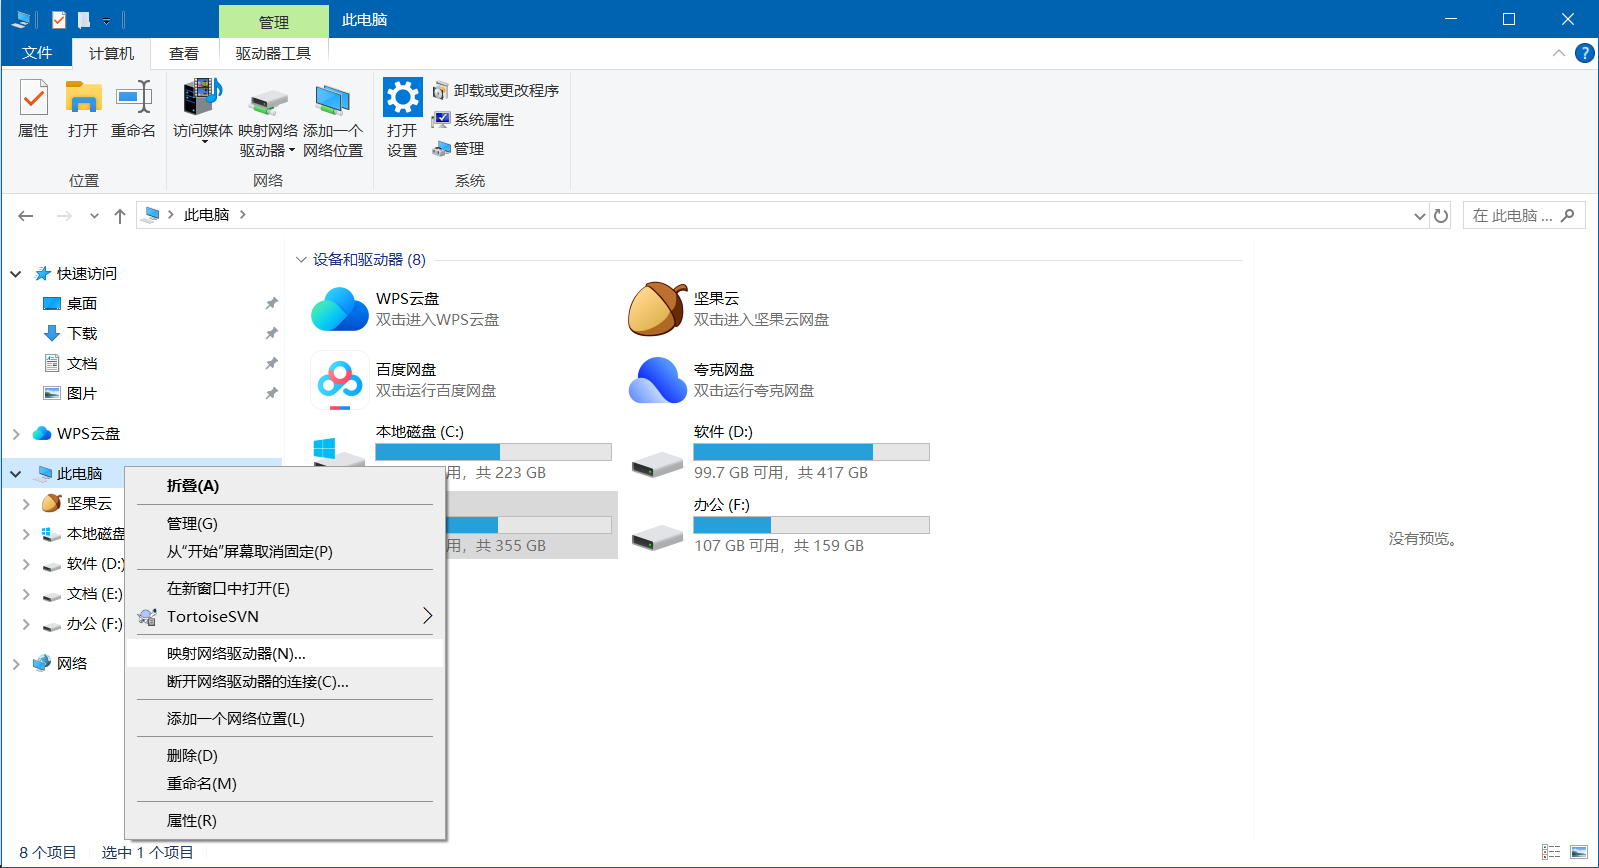 管理
此电脑
文件
计算机
查看
驱动器工具
属性
打开
重命名
位置
访问媒体
映射网络
驱动器
添加一个
网络位置
网络
打开
设置
卸载或更改程序
系统属性
管理
系统
此电脑
在 此电脑 ...
快速访问
桌面
下载
文档
图片
WPS云盘
此电脑
坚果云
本地磁盘
软件 (D:)
文档 (E:)
办公 (F:)
网络
设备和驱动器 (8)
WPS云盘
双击进入WPS云盘
坚果云
双击进入坚果云网盘
百度网盘
双击运行百度网盘
夸克网盘
双击运行夸克网盘
本地磁盘 (C:)
用, 共 223 GB
软件 (D:)
99.7 GB 可用, 共 417 GB
用, 共 355 GB
办公 (F:)
107 GB 可用, 共 159 GB
没有预览。
折叠(A)
管理(G)
从“开始”屏幕取消固定(P)
在新窗口中打开(E)
TortoiseSVN
映射网络驱动器(N)...
断开网络驱动器的连接(C)...
添加一个网络位置(L)
删除(D)
重命名(M)
属性(R)
8 个项目
选中 1 个项目